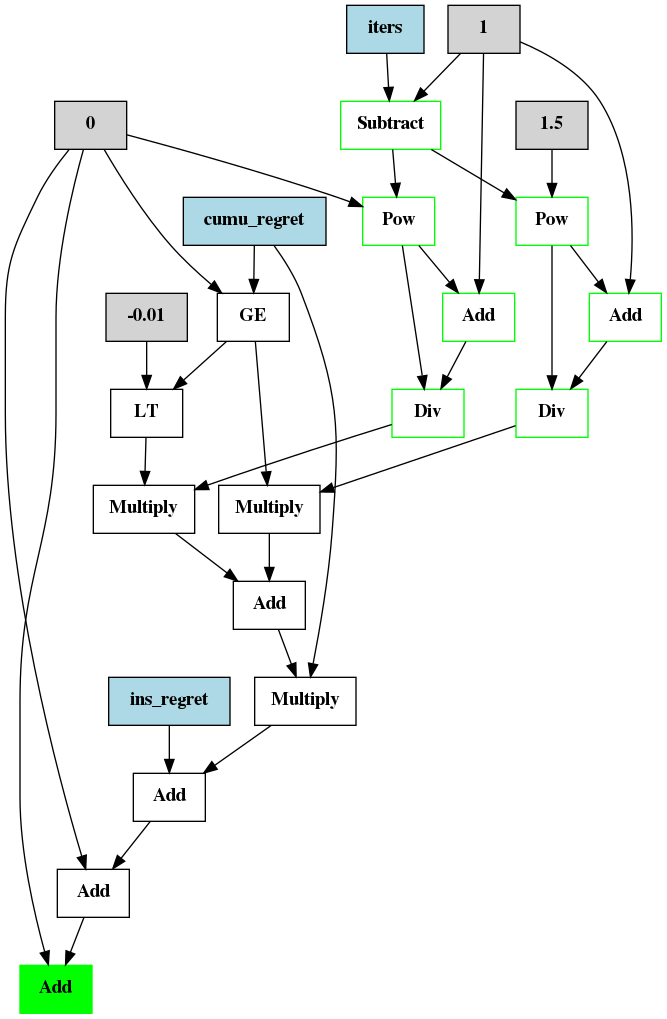 iters
1
0
Subtract
1.5
cumu_regret
Pow
Pow
-0.01
GE
Add
Add
LT
Div
Div
Multiply
Multiply
Add
ins_regret
Multiply
Add
Add
Add